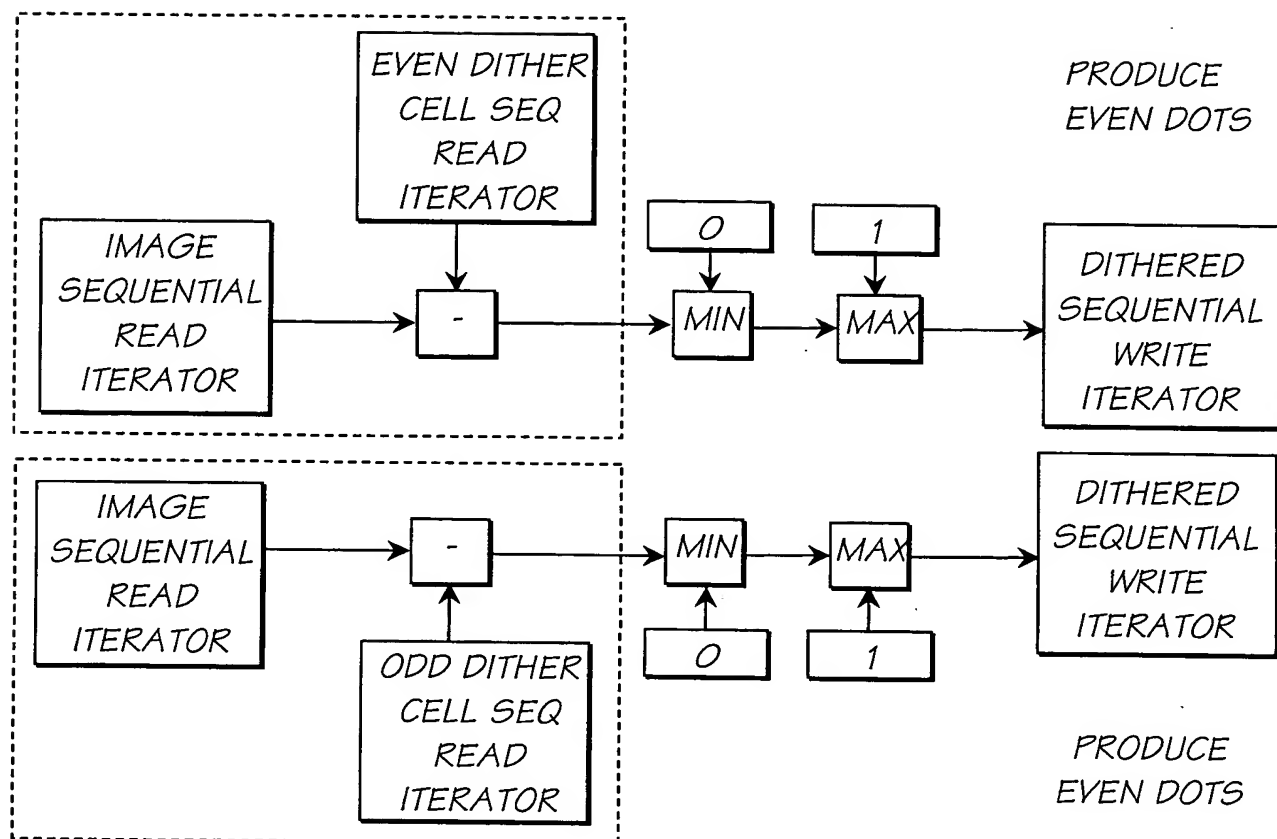 EVEN DITHER
CELL SEQ
READ
ITERATOR
PRODUCE
EVEN DOTS
IMAGE
SEQUENTIAL
READ
ITERATOR
-
0
MIN
1
MAX
DITHERED
SEQUENTIAL
WRITE
ITERATOR
IMAGE
SEQUENTIAL
READ
ITERATOR
-
MIN
0
MAX
1
DITHERED
SEQUENTIAL
WRITE
ITERATOR
ODD DITHER
CELL SEQ
READ
ITERATOR
PRODUCE
EVEN DOTS